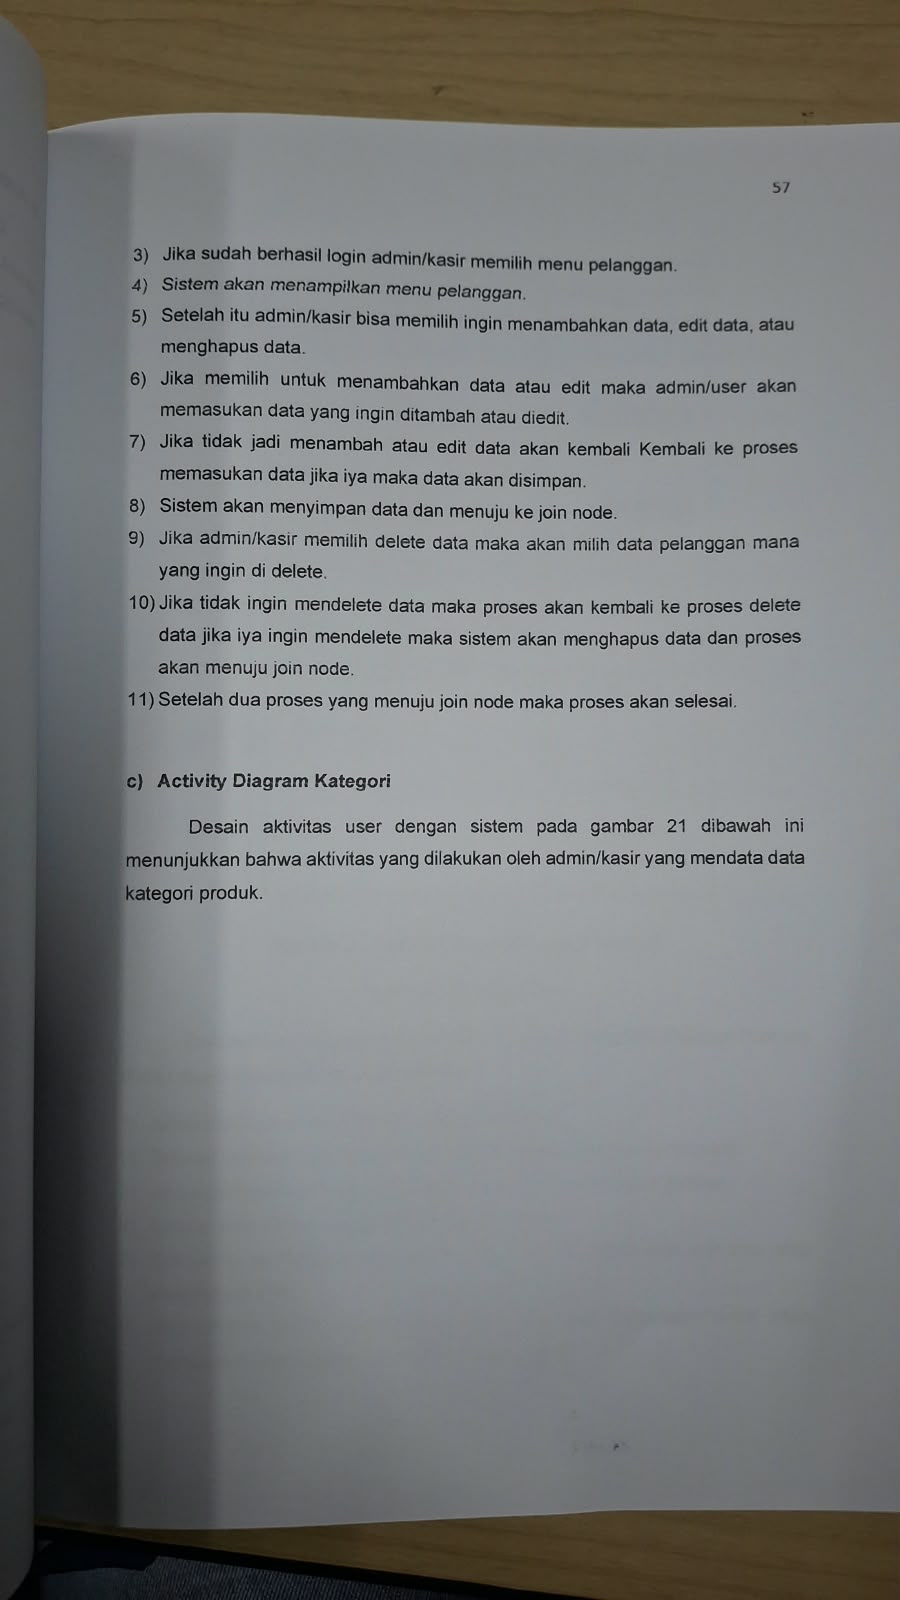 57
3) Jika sudah berhasil login admin/kasir memilih menu pelanggan.
4) Sistem akan menampilkan menu pelanggan.
5) Setelah itu admin/kasir bisa memilih ingin menambahkan data, edit data, atau
menghapus data.
6) Jika memilih untuk menambahkan data atau edit maka admin/user akan
memasukan data yang ingin ditambah atau diedit.
7) Jika tidak jadi menambah atau edit data akan kembali Kembali ke proses
memasukan data jika iya maka data akan disimpan.
8) Sistem akan menyimpan data dan menuju ke join node.
9) Jika admin/kasir memilih delete data maka akan milih data pelanggan mana
yang ingin di delete.
10) Jika tidak ingin mendelete data maka proses akan kembali ke proses delete
data jika iya ingin mendelete maka sistem akan menghapus data dan proses
akan menuju join node.
11) Setelah dua proses yang menuju join node maka proses akan selesai.
c) Activity Diagram Kategori
Desain aktivitas user dengan sistem pada gambar 21 dibawah ini
menunjukkan bahwa aktivitas yang dilakukan oleh admin/kasir yang mendata data
kategori produk.